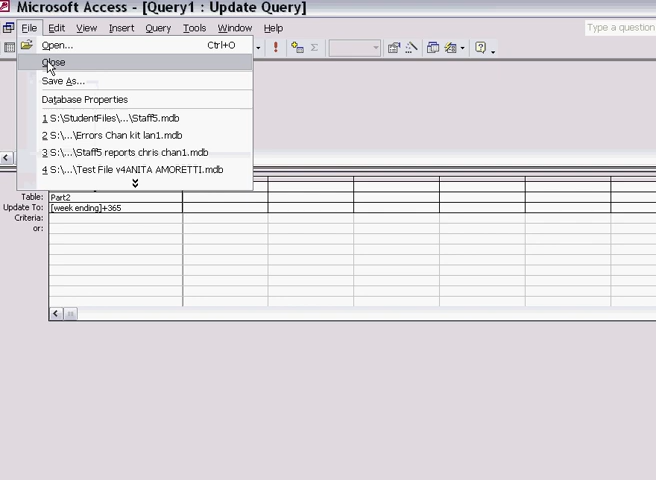 Microsoft Access - [Query1 : Update Query]
File Edit View Insert Query Tools Window Help
Type a question
Open... Ctrl+O
Close
Save As...
Database Properties
1 S:\StudentFiles\...\Staff5.mdb
2 S:\...\Errors Chan kit lan1.mdb
3 S:\...\Staff5 reports chris chan1.mdb
4 S:\...\Test File v4ANITA AMORETTI.mdb
Table: Part2
Update To: [week ending]+365
Criteria:
or: